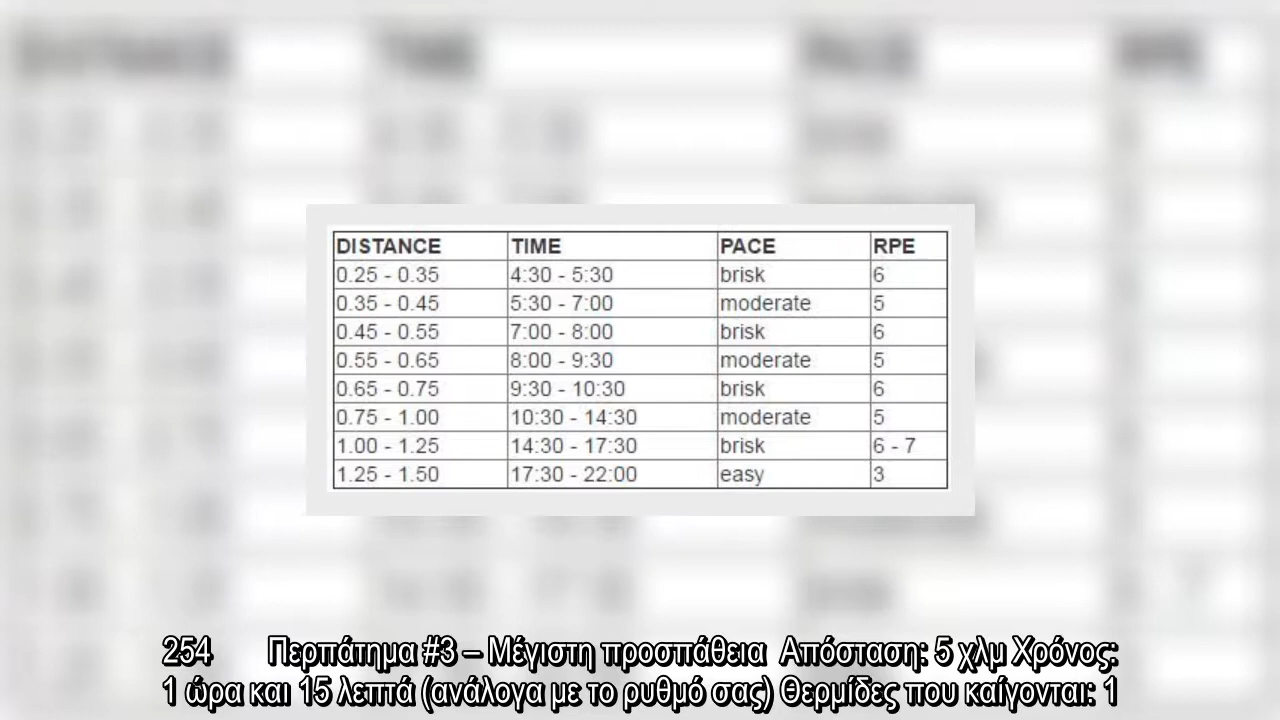 DISTANCE TIME PACE RPE
0.25 - 0.35 4:30 - 5:30 brisk 6
0.35 - 0.45 5:30 - 7:00 moderate 5
0.45 - 0.55 7:00 - 8:00 brisk 6
0.55 - 0.65 8:00 - 9:30 moderate 5
0.65 - 0.75 9:30 - 10:30 brisk 6
0.75 - 1.00 10:30 - 14:30 moderate 5
1.00 - 1.25 14:30 - 17:30 brisk 6 - 7
1.25 - 1.50 17:30 - 22:00 easy 3
254 Περπάτημα #3 – Μέγιστη προσπάθεια Απόσταση: 5 χλμ Χρόνος:
1 ώρα και 15 λεπτά (ανάλογα με το ρυθμό σας) Θερμίδες που καίγονται: 1